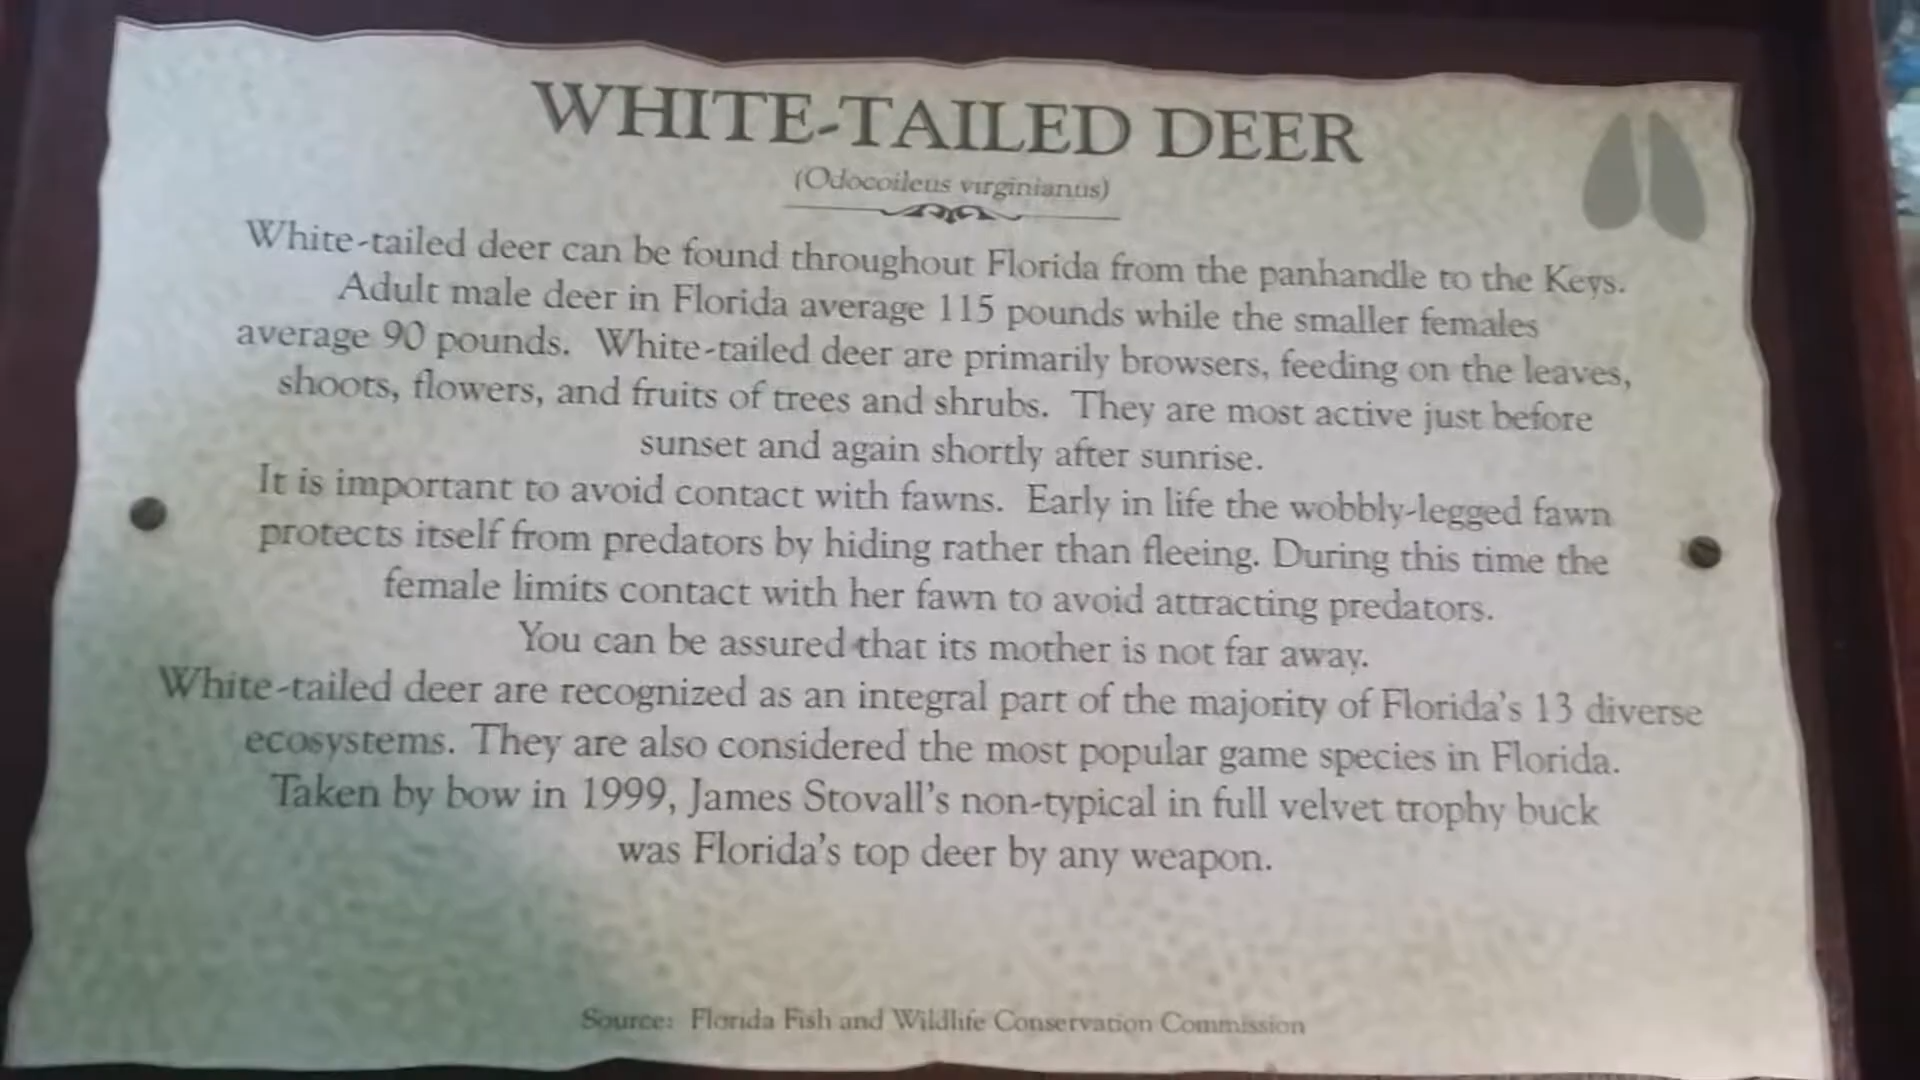 WHITE-TAILED DEER
(Odocoileus virginianus)
White-tailed deer can be found throughout Florida from the panhandle to the Keys.
Adult male deer in Florida average 115 pounds while the smaller females
average 90 pounds. White-tailed deer are primarily browsers, feeding on the leaves,
shoots, flowers, and fruits of trees and shrubs. They are most active just before
sunset and again shortly after sunrise.
It is important to avoid contact with fawns. Early in life the wobbly-legged fawn
protects itself from predators by hiding rather than fleeing. During this time the
female limits contact with her fawn to avoid attracting predators.
You can be assured that its mother is not far away.
White-tailed deer are recognized as an integral part of the majority of Florida's 13 diverse
ecosystems. They are also considered the most popular game species in Florida.
Taken by bow in 1999, James Stovall's non-typical in full velvet trophy buck
was Florida's top deer by any weapon.
Source: Florida Fish and Wildlife Conservation Commission